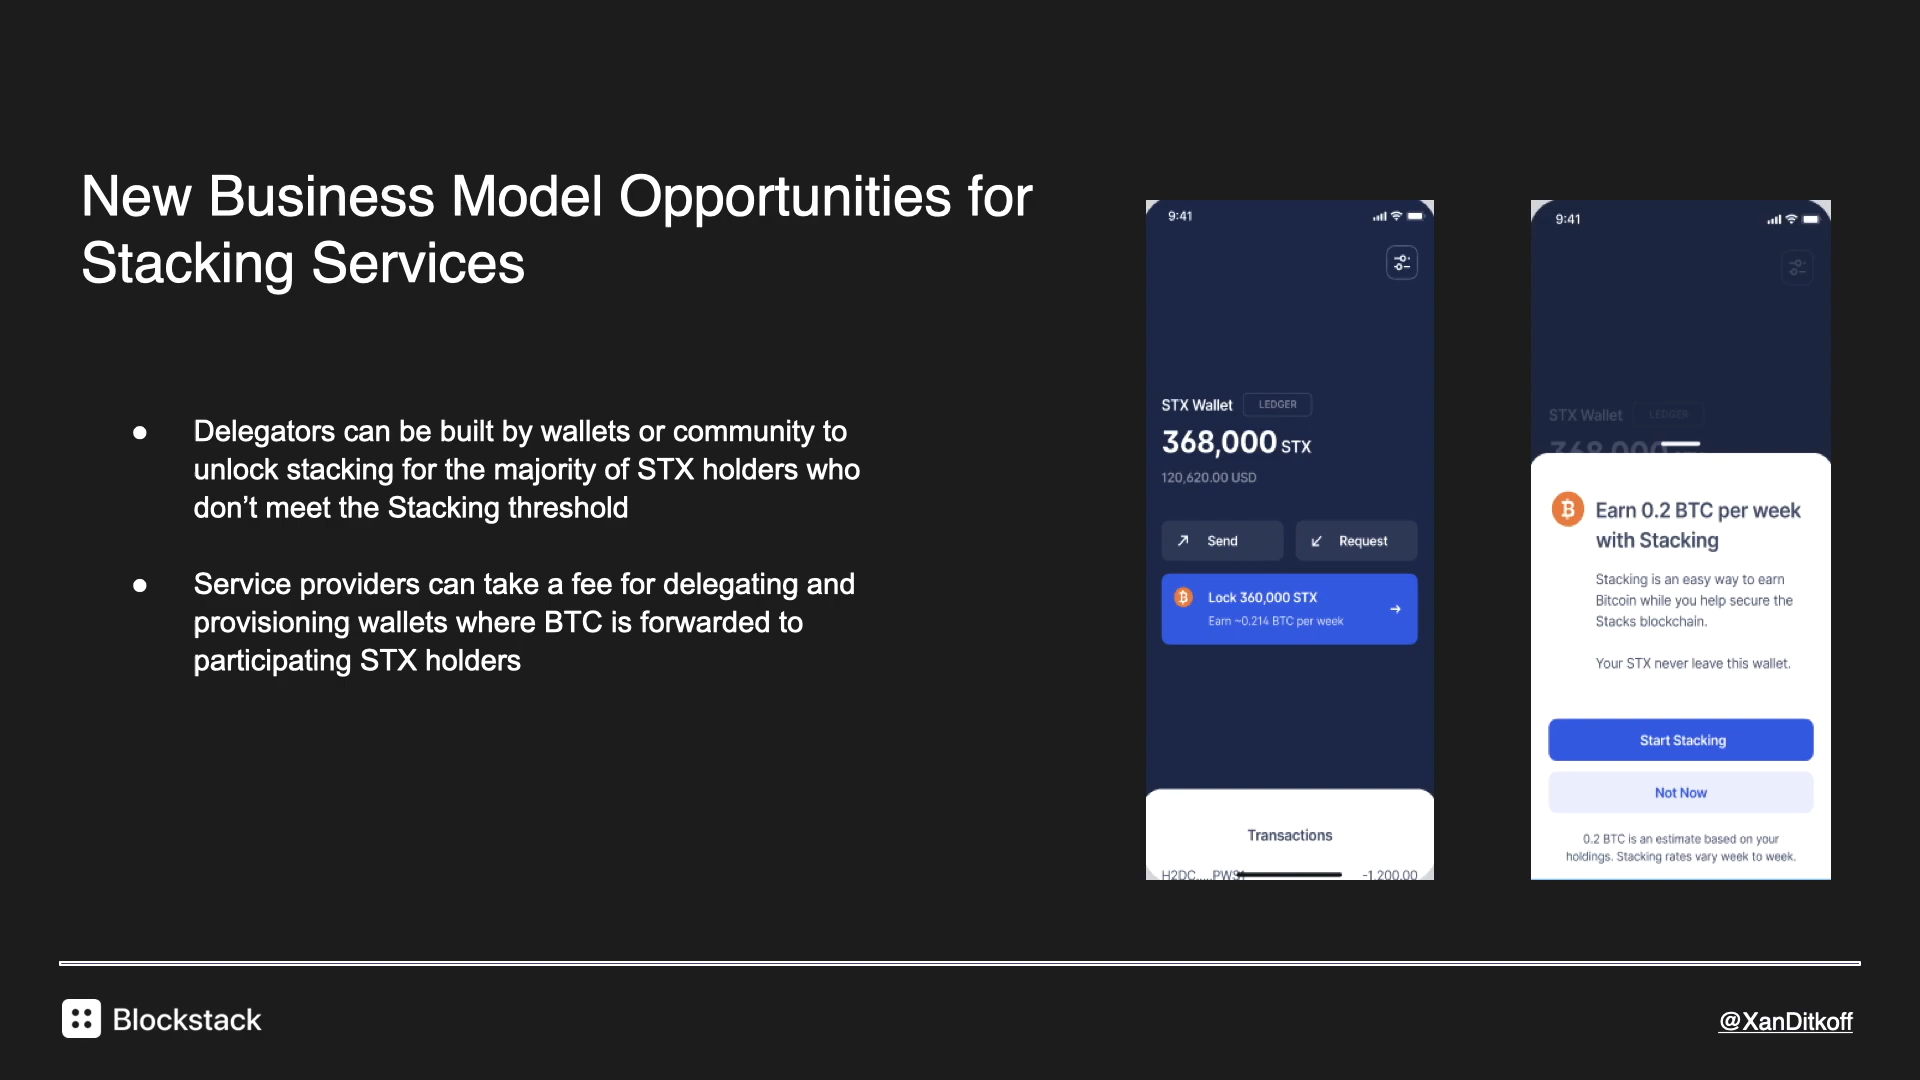 New Business Model Opportunities for
Stacking Services
● Delegators can be built by wallets or community to
unlock stacking for the majority of STX holders who
don’t meet the Stacking threshold
● Service providers can take a fee for delegating and
provisioning wallets where BTC is forwarded to
participating STX holders
9:41
STX Wallet LEDGER
368,000 STX
120,620.00 USD
Send Request
Lock 360,000 STX
Earn ~0.214 BTC per week
Transactions
H2DC.....PWS -1,200.00
9:41
STX Wallet LEDGER
368,000
Earn 0.2 BTC per week
with Stacking
Stacking is an easy way to earn
Bitcoin while you help secure the
Stacks blockchain.
Your STX never leave this wallet.
Start Stacking
Not Now
0.2 BTC is an estimate based on your
holdings. Stacking rates vary week to week.
Blockstack
@XanDitkoff